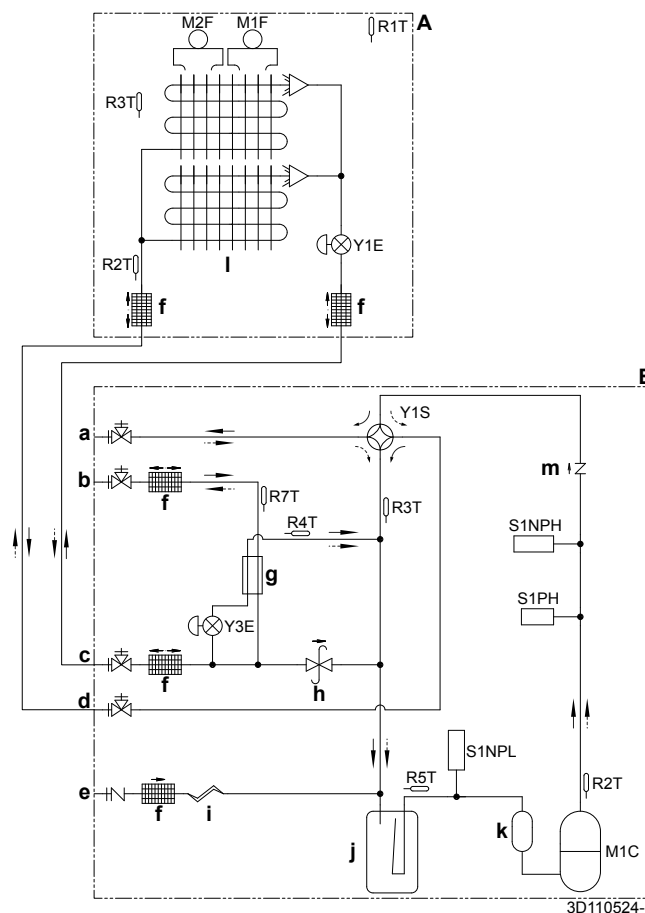 M2F M1F
R1T A
R3T
Y1E
R2T l
f f
B
a Y1S
b m
f R7T R3T
R4T S1NPH
g
Y3E S1PH
c
f h
d
S1NPL
e R5T R2T
f i
k
j M1C
3D110524-